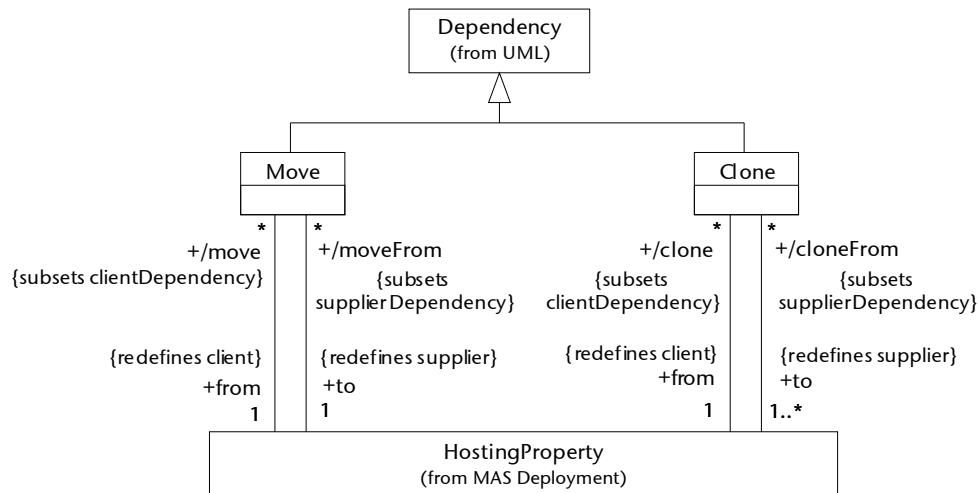 Dependency
(from UML)
Move
Clone
* *
+/move
+/moveFrom
{subsets clientDependency}
{subsets
supplierDependency}
* *
+/clone
+/cloneFrom
{subsets
clientDependency}
{subsets
supplierDependency}
{redefines client}
+from
1
{redefines supplier}
+to
1
{redefines client}
+from
1
{redefines supplier}
+to
1..*
HostingProperty
(from MAS Deployment)